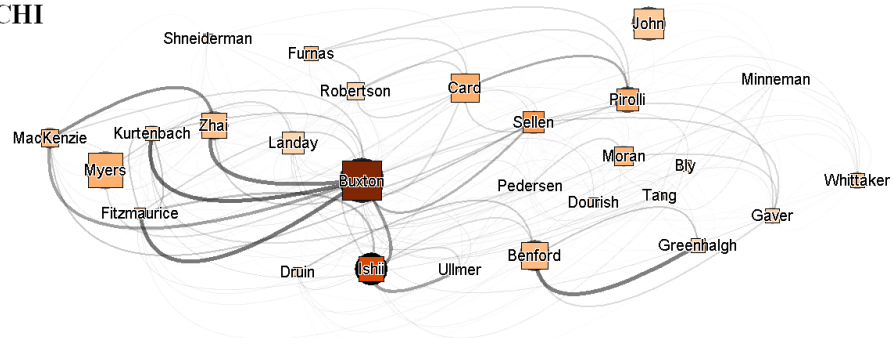 CHI
John
Shneiderman
Furnas
Minneman
Robertson
Card
Pirolli
Sellen
MacKenzie
Kurtenbach
Zhai
Landay
Moran
Bly
Myers
Buxton
Whittaker
Pedersen
Tang
Dourish
Fitzmaurice
Gaver
Greenhalgh
Benford
Druin
Ishii
Ullmer